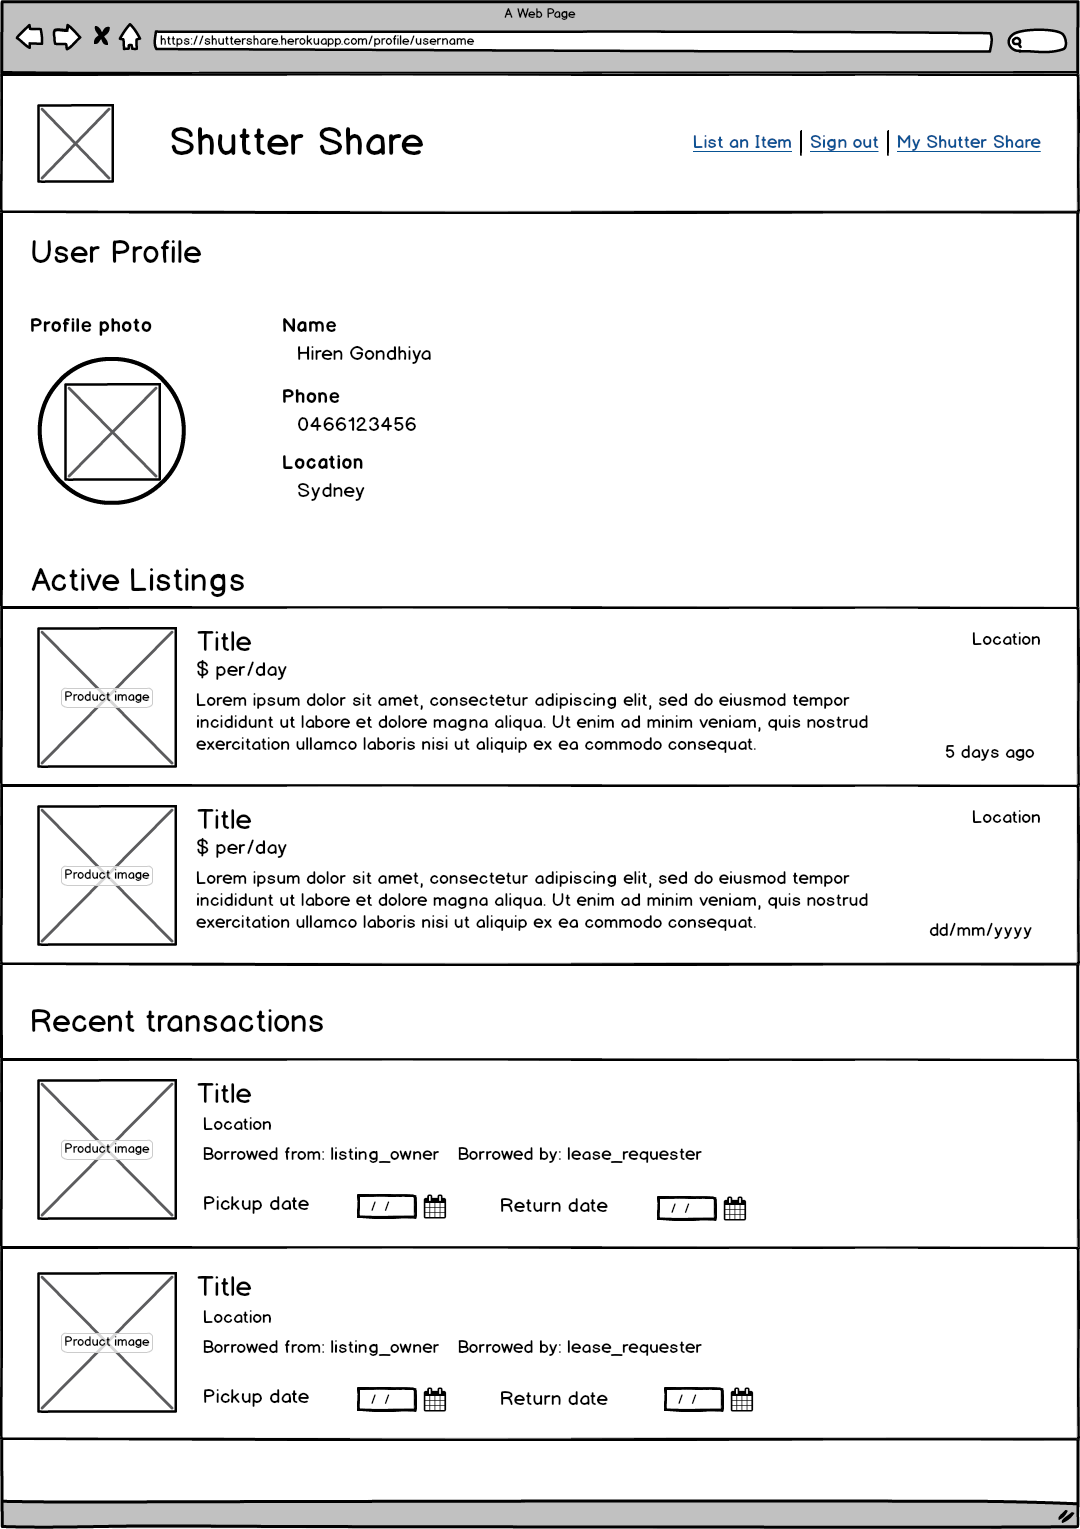 A Web Page
https://shuttershare.herokuapp.com/profile/username
Shutter Share
List an Item | Sign out | My Shutter Share
User Profile
Profile photo
Name
Hiren Gondhiya
Phone
0466123456
Location
Sydney
Active Listings
Product image
Title
$ per/day
Lorem ipsum dolor sit amet, consectetur adipiscing elit, sed do eiusmod tempor
incididunt ut labore et dolore magna aliqua. Ut enim ad minim veniam, quis nostrud
exercitation ullamco laboris nisi ut aliquip ex ea commodo consequat.
Location
5 days ago
Product image
Title
$ per/day
Lorem ipsum dolor sit amet, consectetur adipiscing elit, sed do eiusmod tempor
incididunt ut labore et dolore magna aliqua. Ut enim ad minim veniam, quis nostrud
exercitation ullamco laboris nisi ut aliquip ex ea commodo consequat.
Location
dd/mm/yyyy
Recent transactions
Product image
Title
Location
Borrowed from: listing_owner Borrowed by: lease_requester
Pickup date / / Return date / /
Product image
Title
Location
Borrowed from: listing_owner Borrowed by: lease_requester
Pickup date / / Return date / /